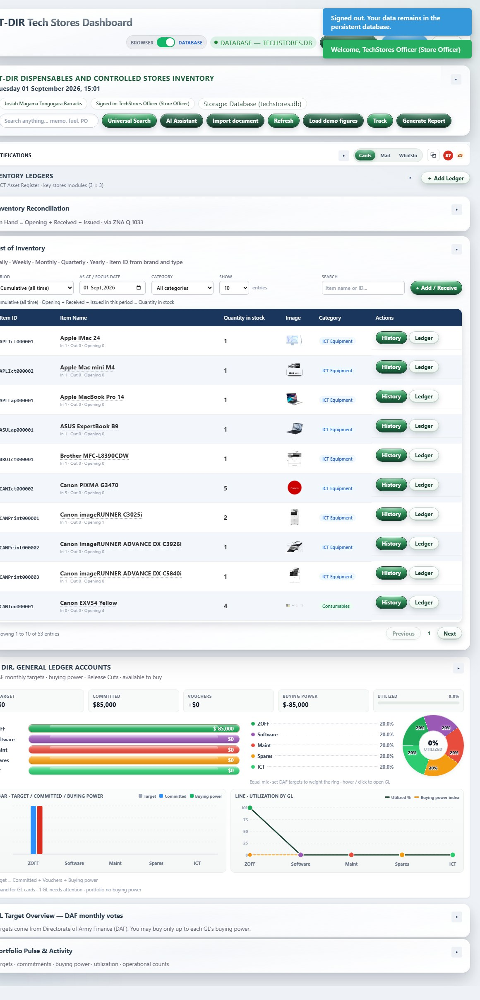 T-DIR Tech Stores Dashboard
Signed out. Your data remains in the
persistent database.
BROWSER DATABASE
DATABASE — TECHSTORES.DB
Welcome, TechStores Officer (Store Officer)
T-DIR DISPENSABLES AND CONTROLLED STORES INVENTORY
uesday 01 September 2026, 15:01
Josiah Magama Tongogara Barracks
Signed in: TechStores Officer (Store Officer)
Storage: Database (techstores.db)
Search anything... memo, fuel, PO
Universal Search
AI Assistant
Import document
Refresh
Load demo figures
Track
Generate Report
TIFICATIONS
Cards
Mail
WhatsIn
37
29
ENTORY LEDGERS
CT Asset Register · key stores modules (3 × 3)
+ Add Ledger
ventory Reconciliation
n Hand = Opening + Received − Issued · via ZNA Q 1033
st of Inventory
aily · Weekly · Monthly · Quarterly · Yearly · Item ID from brand and type
RIOD
AS AT / FOCUS DATE
CATEGORY
SHOW
SEARCH
Cumulative (all time)
01 Sept,2026
All categories
10
entries
Item name or ID...
+ Add / Receive
umulative (all time) · Opening + Received − Issued in this period = Quantity in stock
Item ID
Item Name
Quantity in stock
Image
Category
Actions
APLIct000001
Apple iMac 24
In 1 · Out 0 · Opening 0
1
ICT Equipment
History
Ledger
APLIct000002
Apple Mac mini M4
In 1 · Out 0 · Opening 0
1
Mini
ICT Equipment
History
Ledger
APLLap000001
Apple MacBook Pro 14
In 1 · Out 0 · Opening 0
1
ICT Equipment
History
Ledger
ASULap000001
ASUS ExpertBook B9
In 1 · Out 0 · Opening 0
1
ICT Equipment
History
Ledger
BROIct000001
Brother MFC-L8390CDW
In 1 · Out 0 · Opening 0
1
ICT Equipment
History
Ledger
CANIct000002
Canon PIXMA G3470
In 5 · Out 0 · Opening 0
5
Canon
ICT Equipment
History
Ledger
CANPrint000001
Canon imageRUNNER C3025i
In 1 · Out 0 · Opening 1
2
ICT Equipment
History
Ledger
CANPrint000002
Canon imageRUNNER ADVANCE DX C3926i
In 1 · Out 0 · Opening 0
1
ICT Equipment
History
Ledger
CANPrint000003
Canon imageRUNNER ADVANCE DX C5840i
In 1 · Out 0 · Opening 0
1
ICT Equipment
History
Ledger
CANTon000001
Canon EXV54 Yellow
In 0 · Out 0 · Opening 4
4
Consumables
History
Ledger
owing 1 to 10 of 53 entries
Previous
1
Next
DIR. GENERAL LEDGER ACCOUNTS
AF monthly targets · buying power · Release Cuts · available to buy
ARGET
$0
COMMITTED
$85,000
VOUCHERS
+$0
BUYING POWER
$-85,000
UTILIZED
0.0%
FF
$-85,000
ftware
$0
aint
$0
ares
$0
T
$0
ZOFF 20.0%
Software 20.0%
Maint 20.0%
Spares 20.0%
ICT 20.0%
20%
20%
20%
20%
20%
0%
UTILIZED
Equal mix · set DAF targets to weight the ring · hover / click to open GL
BAR · TARGET / COMMITTED / BUYING POWER
Target
Committed
Buying power
ZOFF
Software
Maint
Spares
ICT
LINE · UTILIZATION BY GL
Utilized %
Buying power index
100
75
50
25
0
ZOFF
Software
Maint
Spares
ICT
get = Committed + Vouchers + Buying power
pand for GL cards · 1 GL needs attention · portfolio no buying power
L Target Overview — DAF monthly votes
rgets come from Directorate of Army Finance (DAF). You may buy only up to each GL's buying power.
ortfolio Pulse & Activity
rgets · commitments · buying power · utilization · operational counts